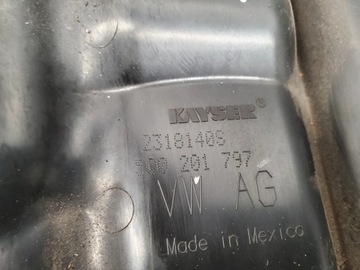 KAYSER®
23181408
5Q0 201 797
VW AG
Made in Mexico